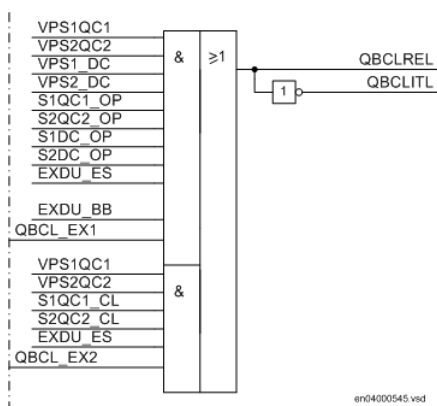 VPS1QC1
VPS2QC2
VPS1_DC
VPS2_DC
S1QC1_OP
S2QC2_OP
S1DC_OP
S2DC_OP
EXDU_ES
EXDU_BB
QBCL_EX1
VPS1QC1
VPS2QC2
S1QC1_CL
S2QC2_CL
EXDU_ES
QBCL_EX2
&
&
≥1
1
QBCLREL
QBCLITL
en04000545.vsd